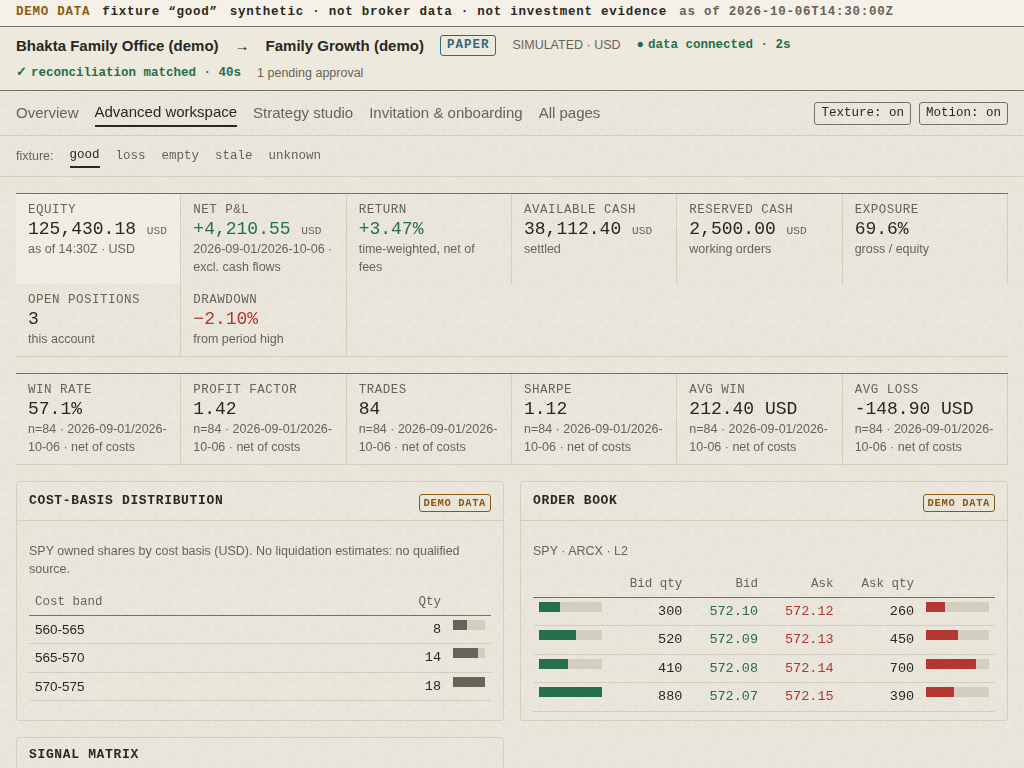 DEMO DATA fixture “good” synthetic · not broker data · not investment evidence as of 2026-10-06T14:30:00Z
Bhakta Family Office (demo) → Family Growth (demo) PAPER SIMULATED · USD ● data connected · 2s
✓ reconciliation matched · 40s 1 pending approval
Overview Advanced workspace Strategy studio Invitation & onboarding All pages Texture: on Motion: on
fixture: good loss empty stale unknown
EQUITY NET P&L RETURN AVAILABLE CASH RESERVED CASH EXPOSURE
125,430.18 USD +4,210.55 USD +3.47% 38,112.40 USD 2,500.00 USD 69.6%
as of 14:30Z · USD 2026-09-01/2026-10-06 · time-weighted, net of settled working orders gross / equity
excl. cash flows fees
OPEN POSITIONS DRAWDOWN
3 −2.10%
this account from period high
WIN RATE PROFIT FACTOR TRADES SHARPE AVG WIN AVG LOSS
57.1% 1.42 84 1.12 212.40 USD -148.90 USD
n=84 · 2026-09-01/2026- n=84 · 2026-09-01/2026- n=84 · 2026-09-01/2026- n=84 · 2026-09-01/2026- n=84 · 2026-09-01/2026- n=84 · 2026-09-01/2026-
10-06 · net of costs 10-06 · net of costs 10-06 · net of costs 10-06 · net of costs 10-06 · net of costs 10-06 · net of costs
COST-BASIS DISTRIBUTION DEMO DATA
SPY owned shares by cost basis (USD). No liquidation estimates: no qualified
source.
Cost band Qty
560-565 8
565-570 14
570-575 18
ORDER BOOK DEMO DATA
SPY · ARCX · L2
Bid qty Bid Ask Ask qty
300 572.10 572.12 260
520 572.09 572.13 450
410 572.08 572.14 700
880 572.07 572.15 390
SIGNAL MATRIX